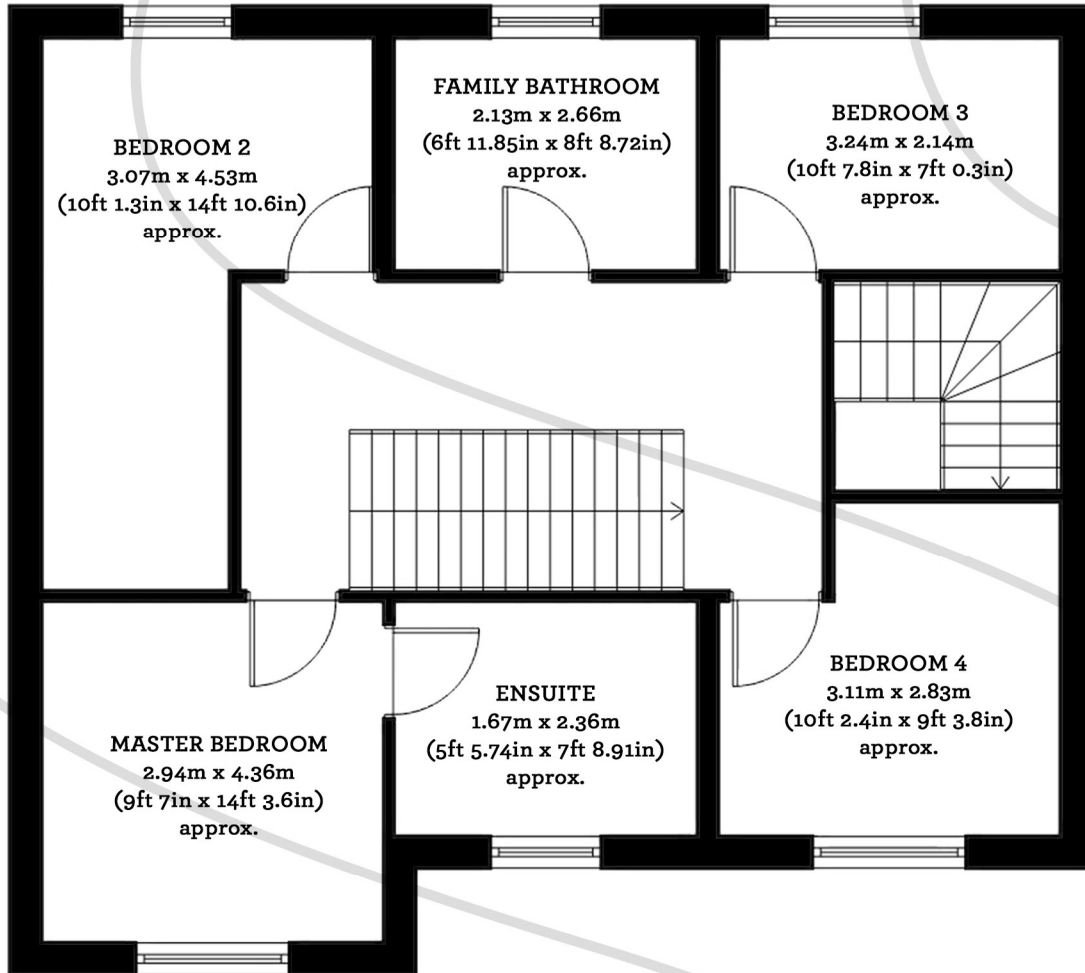 FAMILY BATHROOM
2.13m x 2.66m
(6ft 11.85in x 8ft 8.72in)
approx.
BEDROOM 3
3.24m x 2.14m
(10ft 7.8in x 7ft 0.3in)
approx.
BEDROOM 2
3.07m x 4.53m
(10ft 1.3in x 14ft 10.6in)
approx.
BEDROOM 4
3.11m x 2.83m
(10ft 2.4in x 9ft 3.8in)
approx.
ENSUITE
1.67m x 2.36m
(5ft 5.74in x 7ft 8.91in)
approx.
MASTER BEDROOM
2.94m x 4.36m
(9ft 7in x 14ft 3.6in)
approx.